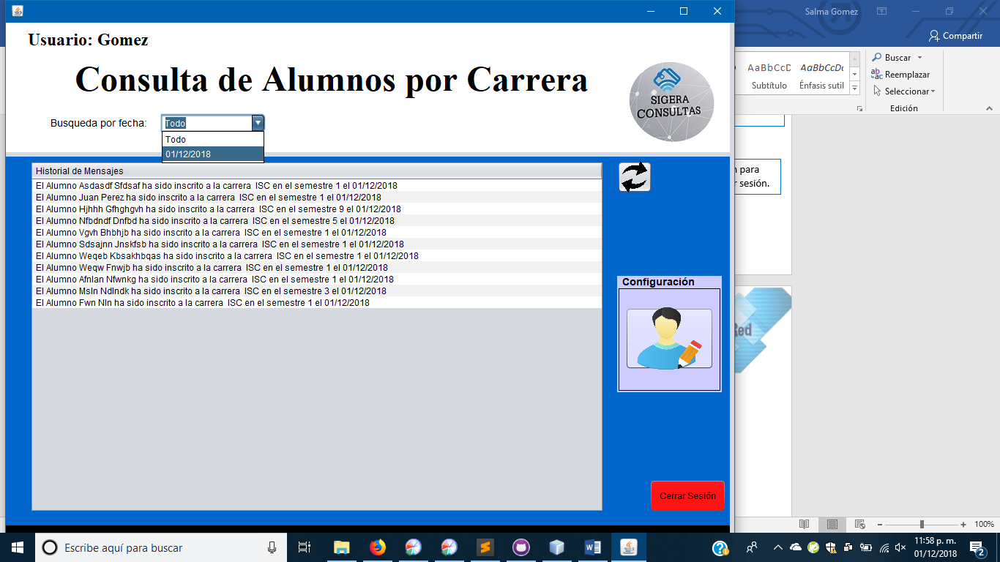 Salma Gomez
Usuario: Gomez
Compartir
Consulta de Alumnos por Carrera
SIGERA
CONSULTAS
AaBbCcD AaBbCcDc
Subtítulo Énfasis sutil
Buscar
Reemplazar
Seleccionar
Edición
Busqueda por fecha: Todo
Todo
01/12/2018
n para
r sesión.
Historial de Mensajes
El Alumno Asdasdf Sfdsaf ha sido inscrito a la carrera ISC en el semestre 1 el 01/12/2018
El Alumno Juan Perez ha sido inscrito a la carrera ISC en el semestre 1 el 01/12/2018
El Alumno Hjhhh Gfhghgvh ha sido inscrito a la carrera ISC en el semestre 9 el 01/12/2018
El Alumno Nfbdndf Dnfbd ha sido inscrito a la carrera ISC en el semestre 5 el 01/12/2018
El Alumno Vgvh Bhbhjb ha sido inscrito a la carrera ISC en el semestre 1 el 01/12/2018
El Alumno Sdsajnn Jnskfsb ha sido inscrito a la carrera ISC en el semestre 1 el 01/12/2018
El Alumno Weqeb Kbsakhbqas ha sido inscrito a la carrera ISC en el semestre 1 el 01/12/2018
El Alumno Weqw Fnwjb ha sido inscrito a la carrera ISC en el semestre 1 el 01/12/2018
El Alumno Afnlan Nfwnkg ha sido inscrito a la carrera ISC en el semestre 1 el 01/12/2018
El Alumno Msln Ndlndk ha sido inscrito a la carrera ISC en el semestre 3 el 01/12/2018
El Alumno Fwn Nln ha sido inscrito a la carrera ISC en el semestre 1 el 01/12/2018
Configuración
Red
Cerrar Sesión
100%
Escribe aquí para buscar
11:58 p. m.
01/12/2018
2